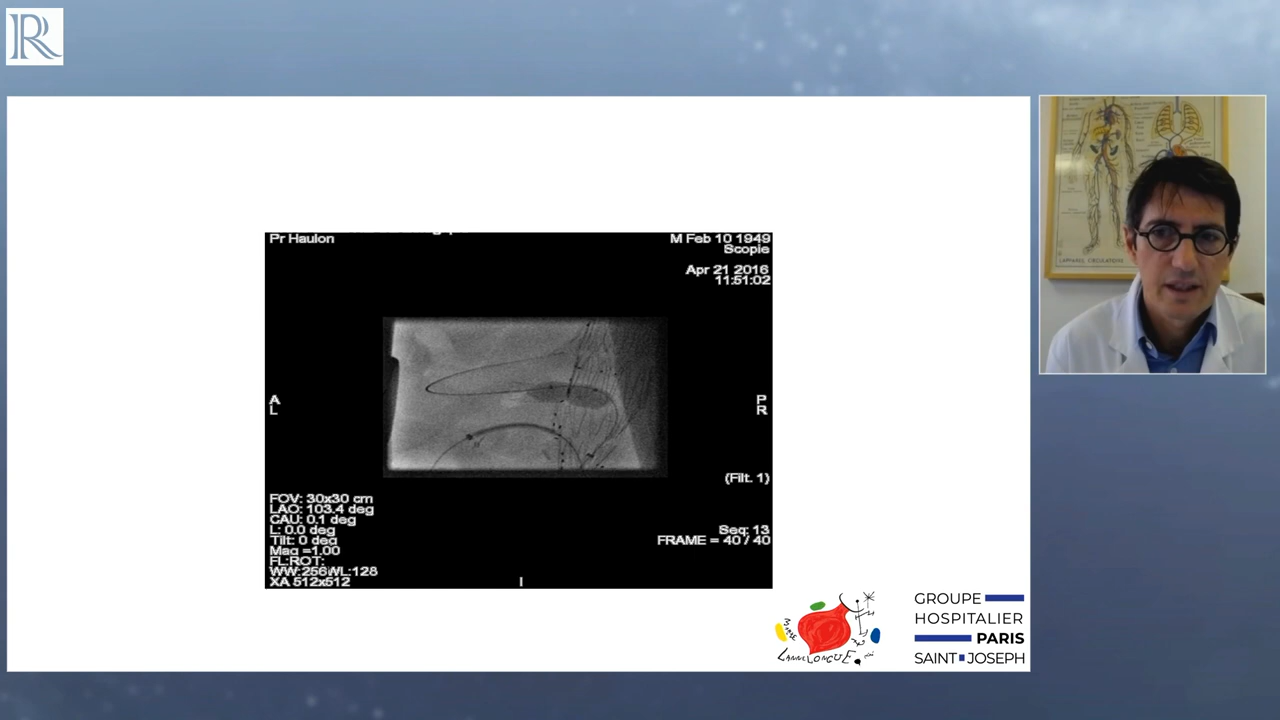 R
Pr Haulon
M Feb 10 1949
Scopie
Apr 21 2016
11:51:02
A
L
P
R
(Filt. 1)
FOV: 30x30 cm
LAO: 103.4 deg
CAU: 0.1 deg
L: 0.0 deg
Tilt: 0 deg
Mag =1.00
FL:ROT:
WW:256WL:128
XA 512x512
Seq: 13
FRAME = 40 / 40
I
MARIE
LANNELONGUE
GROUPE
HOSPITALIER
PARIS
SAINT JOSEPH